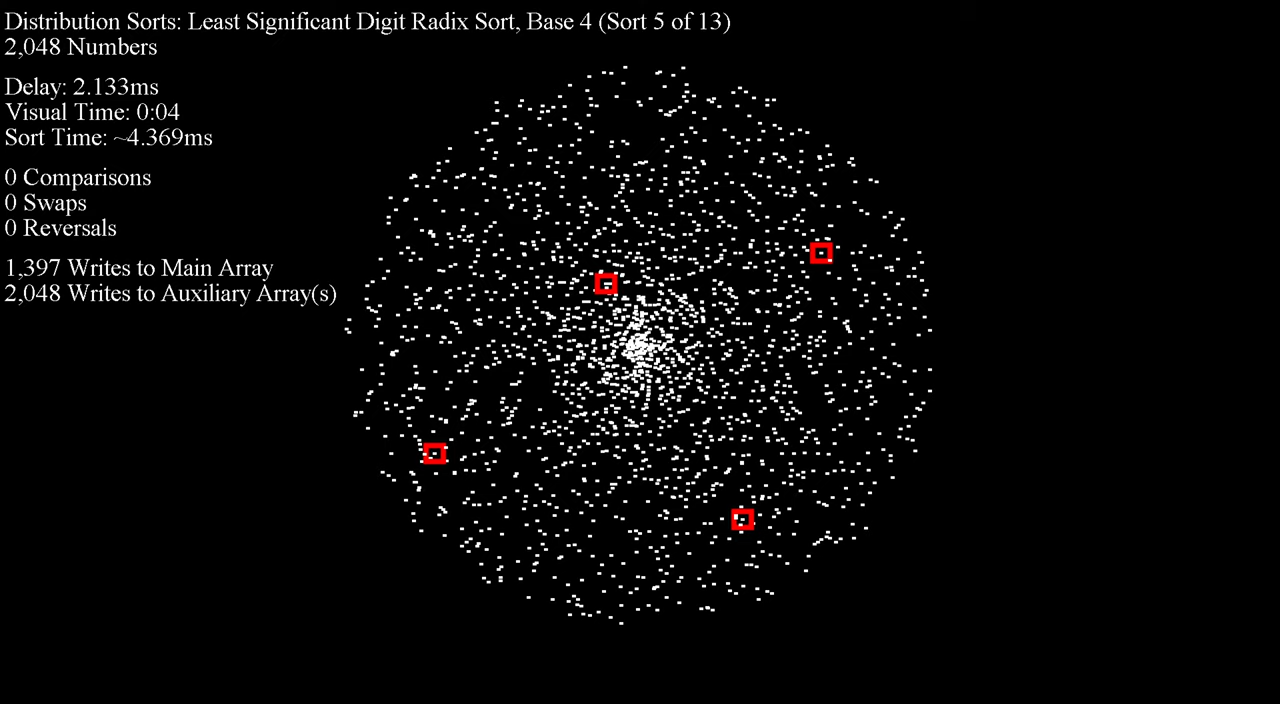 Distribution Sorts: Least Significant Digit Radix Sort, Base 4 (Sort 5 of 13)
2,048 Numbers
Delay: 2.133ms
Visual Time: 0:04
Sort Time: ~4.369ms
0 Comparisons
0 Swaps
0 Reversals
1,397 Writes to Main Array
2,048 Writes to Auxiliary Array(s)